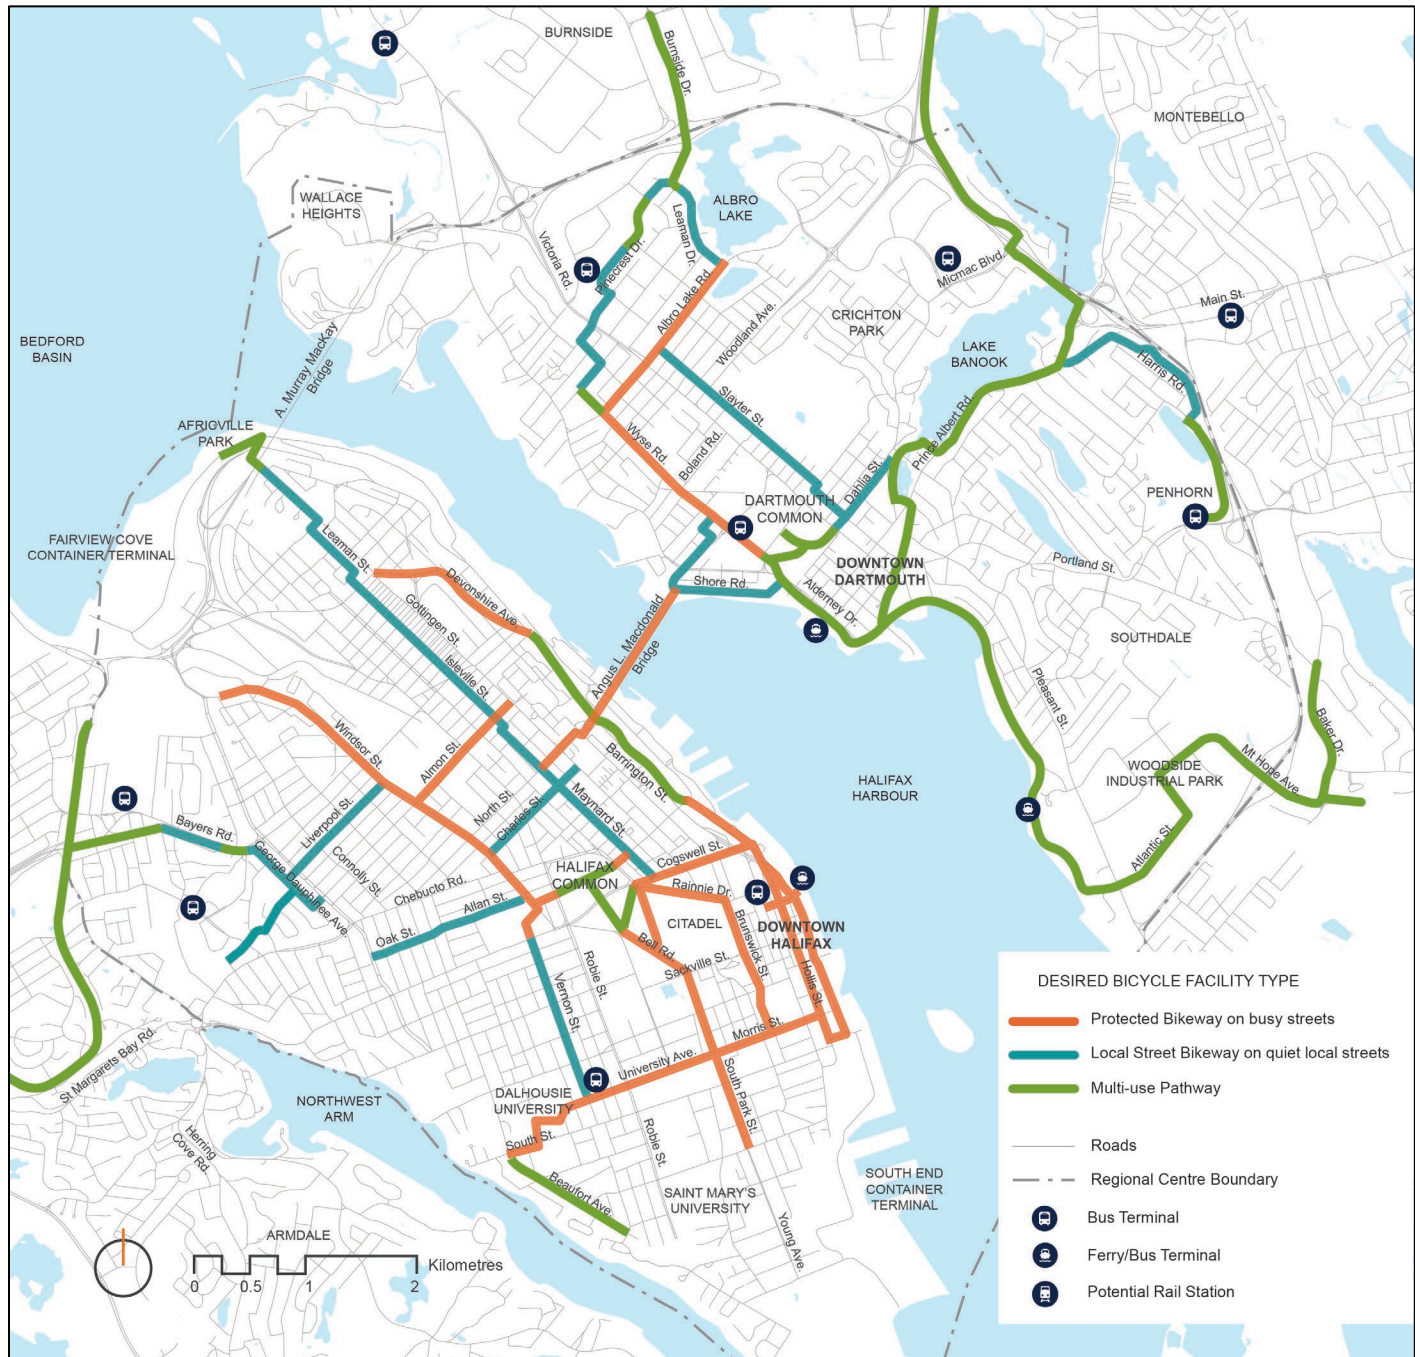 BURNSIDE
Burnside Dr.
MONTEBELLO
WALLACE
HEIGHTS
ALBRO
LAKE
Leaman Dr.
Victoria Rd.
Pinecrest Dr.
Micmac Blvd.
Main St.
Albro Lake Rd.
Woodland Ave.
CRICHTON
PARK
BEDFORD
BASIN
A. Murray MacKay
Bridge
LAKE
BANOOK
Harris Rd.
Slayter St.
Prince Albert Rd.
AFRICVILLE
PARK
Wyse Rd.
Boland Rd.
Dahlia St.
DARTMOUTH
COMMON
PENHORN
FAIRVIEW COVE
CONTAINER TERMINAL
Leaman St.
Devonshire Ave.
DOWNTOWN
DARTMOUTH
Portland St.
Shore Rd.
Alderney Dr.
Gottingen St.
Angus L. Macdonald
Bridge
SOUTHDALE
Isleville St.
Pleasant St.
Windsor St.
Almon St.
Barrington St.
Baker Dr.
Mt Hope Ave.
WOODSIDE
INDUSTRIAL PARK
HALIFAX
HARBOUR
North St.
Charles St.
Maynard St.
Liverpool St.
Bayers Rd.
Connolly St.
Cogswell St.
Atlantic St.
George Dauphinee Ave.
Chebucto Rd.
HALIFAX
COMMON
Rainnie Dr.
Allan St.
CITADEL
Brunswick St.
DOWNTOWN
HALIFAX
Oak St.
Bell Rd.
Sackville St.
Robie St.
Hollis St.
Vernon St.
Morris St.
University Ave.
St Margarets Bay Rd.
DALHOUSIE
UNIVERSITY
South Park St.
NORTHWEST
ARM
Herring
Cove Rd.
South St.
Robie St.
Beaufort Ave.
SAINT MARY'S
UNIVERSITY
SOUTH END
CONTAINER
TERMINAL
Young Ave.
ARMDALE
Kilometres
0 0.5 1 2
DESIRED BICYCLE FACILITY TYPE
Protected Bikeway on busy streets
Local Street Bikeway on quiet local streets
Multi-use Pathway
Roads
Regional Centre Boundary
Bus Terminal
Ferry/Bus Terminal
Potential Rail Station